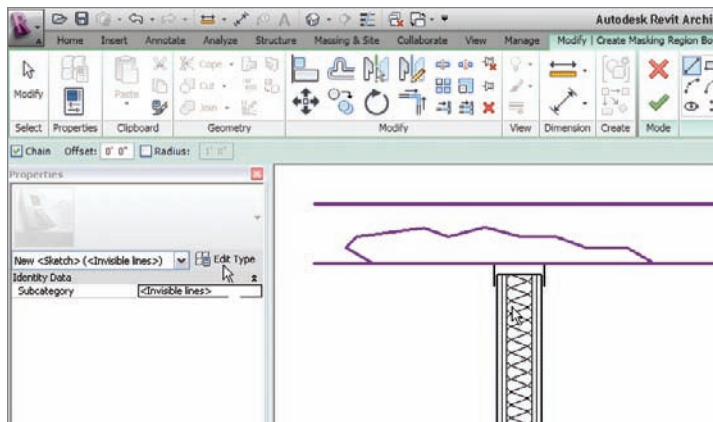 Autodesk Revit Archi
Home Insert Annotate Analyze Structure Massing & Site Collaborate View Manage Modify | Create Masking Region Bo
Modify Paste Cope Cut Join
Select Properties Clipboard Geometry Modify View Dimension Create Mode
Chain Offset: 0' 0" Radius: 1' 0"
Properties
New <Sketch> (<Invisible lines>) Edit Type
Identity Data
Subcategory <Invisible lines>